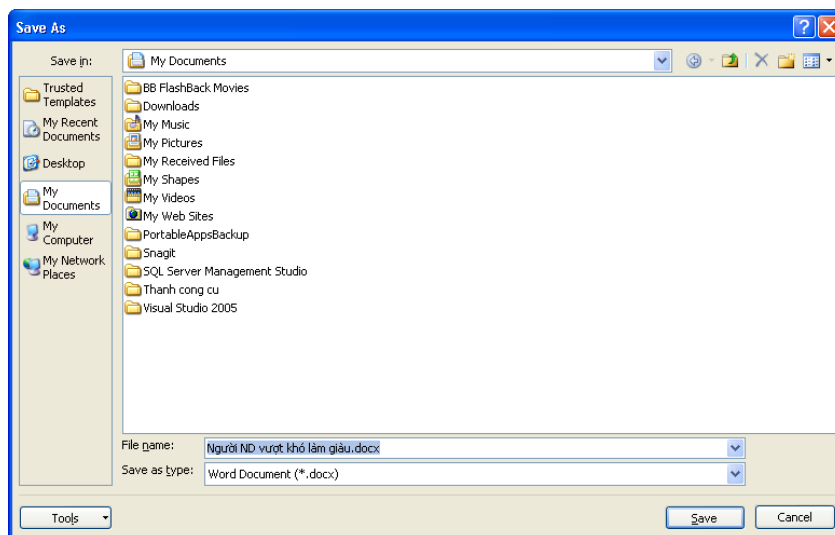 Save As
Save in:
My Documents
Trusted
Templates
My Recent
Documents
Desktop
My
Documents
My
Computer
My Network
Places
BB FlashBack Movies
Downloads
My Music
My Pictures
My Received Files
My Shapes
My Videos
My Web Sites
PortableAppsBackup
Snagit
SQL Server Management Studio
Thanh cong cu
Visual Studio 2005
File name:
Người ND vượt khó làm giàu.docx
Save as type:
Word Document (*.docx)
Tools
Save
Cancel